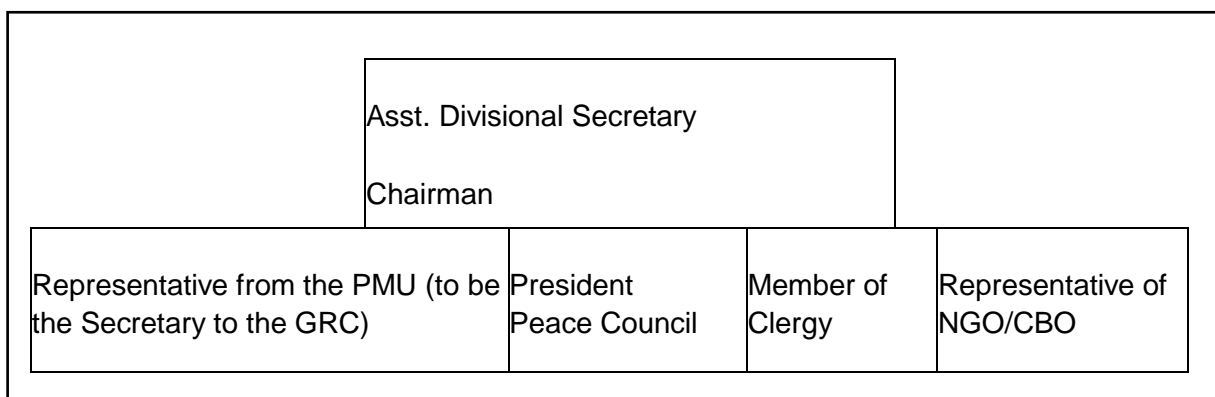 Asst. Divisional Secretary
Chairman
Representative from the PMU (to be
the Secretary to the GRC)
President
Peace Council
Member of
Clergy
Representative of
NGO/CBO